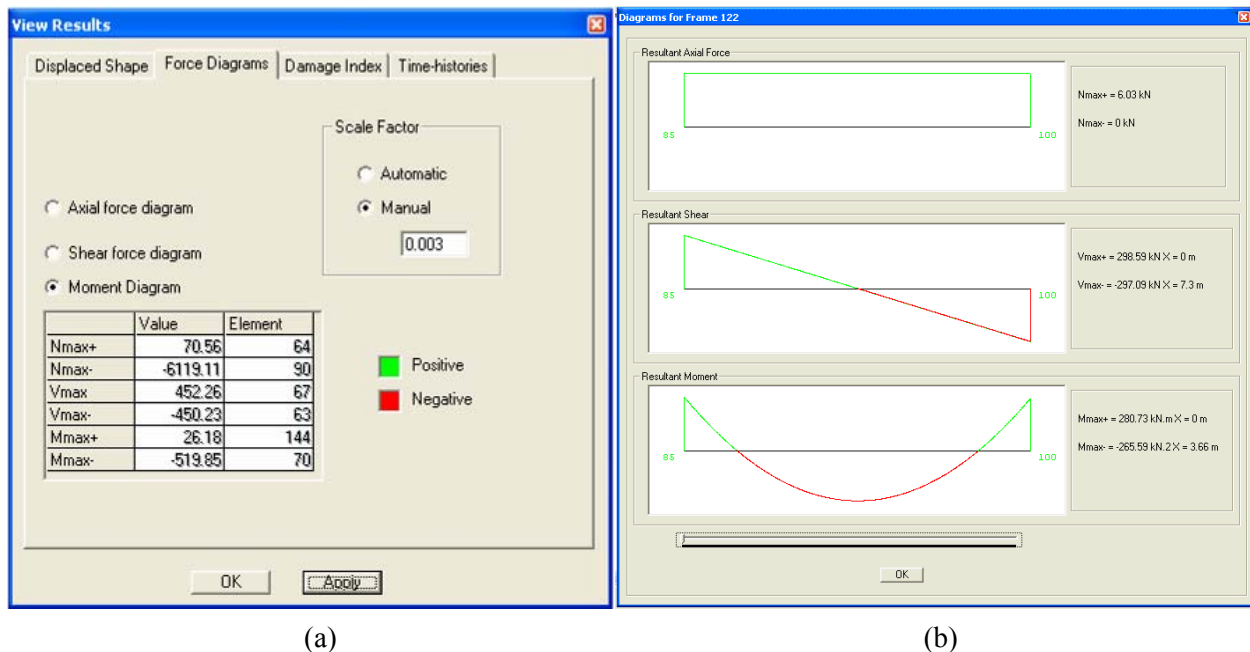 View Results
Displaced Shape Force Diagrams Damage Index Time-histories
Scale Factor
Automatic
Manual
0.003
Axial force diagram
Shear force diagram
Moment Diagram
Value Element
Nmax+ 70.56 64
Nmax- -6119.11 90
Vmax 452.26 67
Vmax- -450.23 63
Mmax+ 26.18 144
Mmax- -519.85 70
Positive
Negative
OK Apply
(a)
Diagrams for Frame 122
Resultant Axial Force
85 100
Nmax+ = 6.03 kN
Nmax- = 0 kN
Resultant Shear
85 100
Vmax+ = 298.59 kN X = 0 m
Vmax- = -297.09 kN X = 7.3 m
Resultant Moment
85 100
Mmax+ = 280.73 kN.m X = 0 m
Mmax- = -265.59 kN.2 X = 3.66 m
OK
(b)